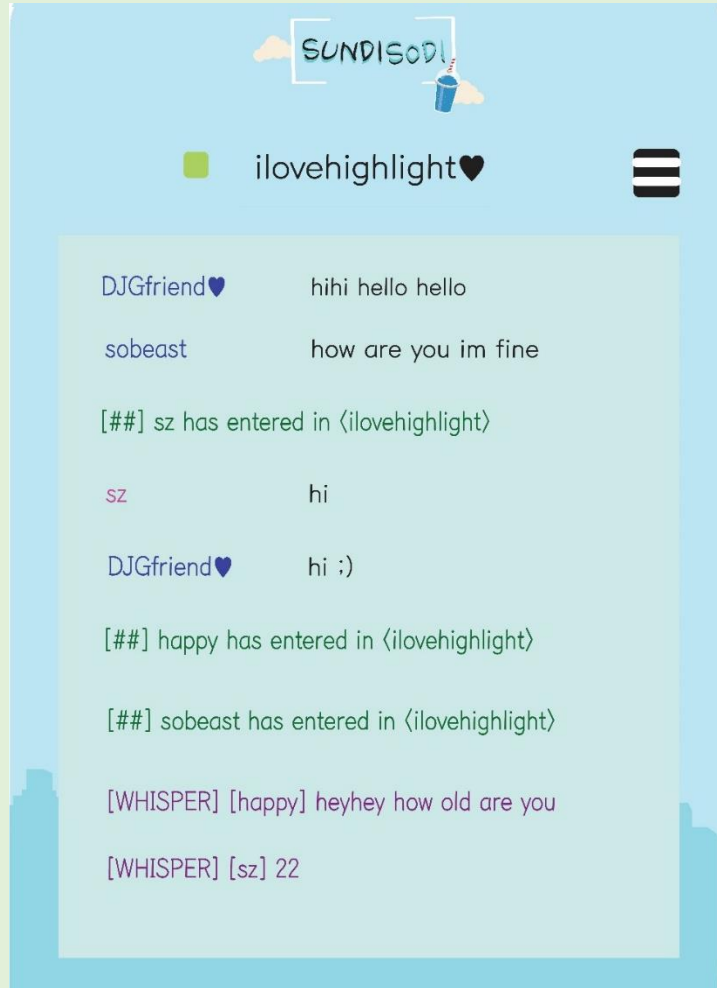 SUNDISODI
ilovehighlight♥
DJGfriend♥ hihi hello hello
sobeast how are you im fine
[##] sz has entered in 〈ilovehighlight〉
sz hi
DJGfriend♥ hi ;)
[##] happy has entered in 〈ilovehighlight〉
[##] sobeast has entered in 〈ilovehighlight〉
[WHISPER] [happy] heyhey how old are you
[WHISPER] [sz] 22